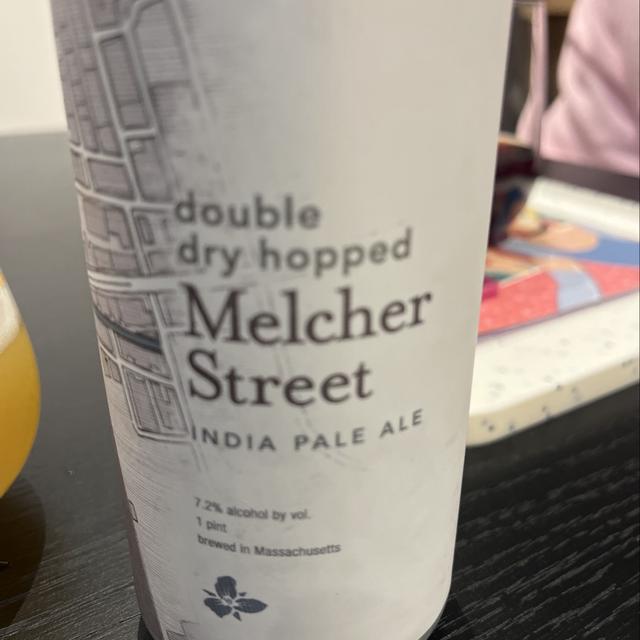 double
dry hopped
Melcher
Street
INDIA PALE ALE
7.2% alcohol by vol.
1 pint
brewed in Massachusetts